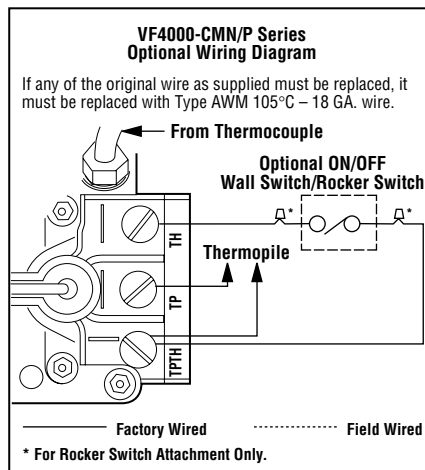 VF4000-CMN/P Series
Optional Wiring Diagram
If any of the original wire as supplied must be replaced, it
must be replaced with Type AWM 105°C – 18 GA. wire.
From Thermocouple
Optional ON/OFF
Wall Switch/Rocker Switch
*
*
TH
Thermopile
TP
TPTH
Factory Wired
Field Wired
* For Rocker Switch Attachment Only.